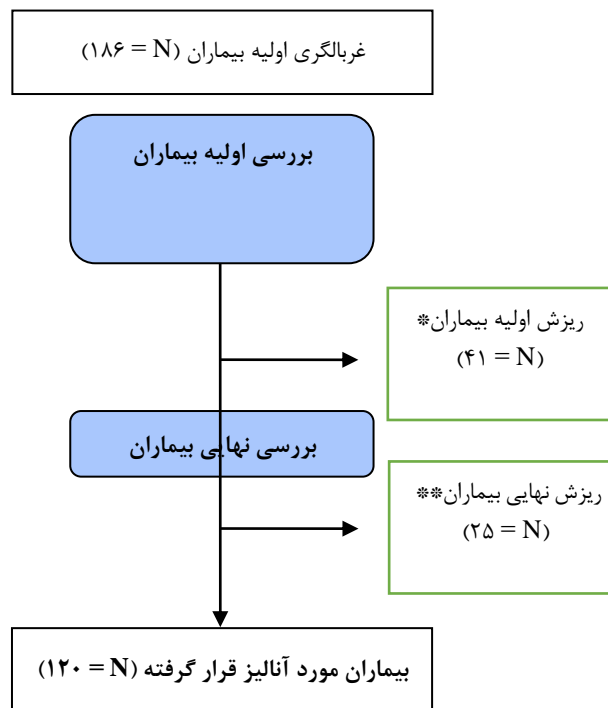 غربالگری اولیه بیماران (N = ۱۸۶)
بررسی اولیه بیماران
ریزش اولیه بیماران*
(N = ۴۱)
بررسی نهایی بیماران
ریزش نهایی بیماران**
(N = ۲۵)
بیماران مورد آنالیز قرار گرفته (N = ۱۲۰)